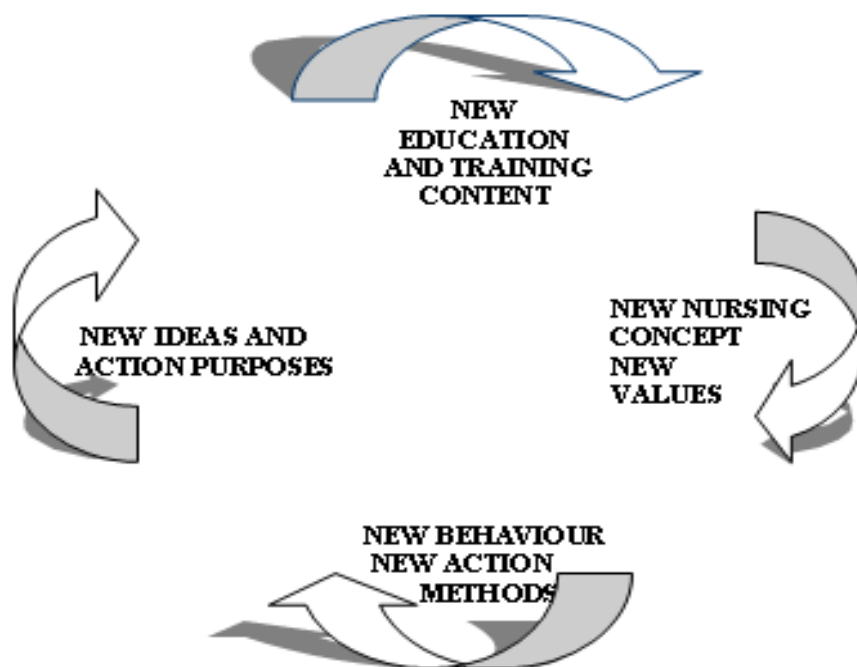 NEW
EDUCATION
AND TRAINING
CONTENT
NEW NURSING
CONCEPT
NEW
VALUES
NEW BEHAVIOUR
NEW ACTION
METHODS
NEW IDEAS AND
ACTION PURPOSES